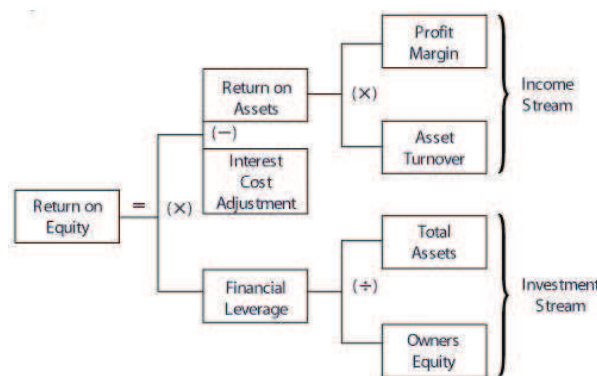 Profit
Margin
Return on
Assets
(×)
Income
Stream
(−)
Asset
Turnover
Interest
Cost
Adjustment
Return on
Equity
=
(×)
Total
Assets
Financial
Leverage
(÷)
Investment
Stream
Owners
Equity